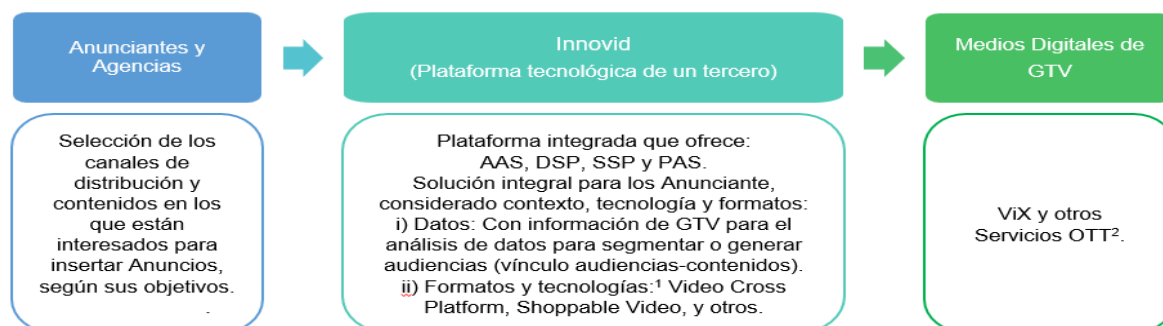 Anunciantes y
Agencias
Innovid
(Plataforma tecnológica de un tercero)
Medios Digitales de
GTV
Selección de los
canales de
distribución y
contenidos en los
que están
interesados para
insertar Anuncios,
según sus objetivos.
.
Plataforma integrada que ofrece:
AAS, DSP, SSP y PAS.
Solución integral para los Anunciante,
considerado contexto, tecnología y formatos:
i) Datos: Con información de GTV para el
análisis de datos para segmentar o generar
audiencias (vínculo audiencias-contenidos).
ii) Formatos y tecnologías:¹ Video Cross
Platform, Shoppable Video, y otros.
ViX y otros
Servicios OTT².